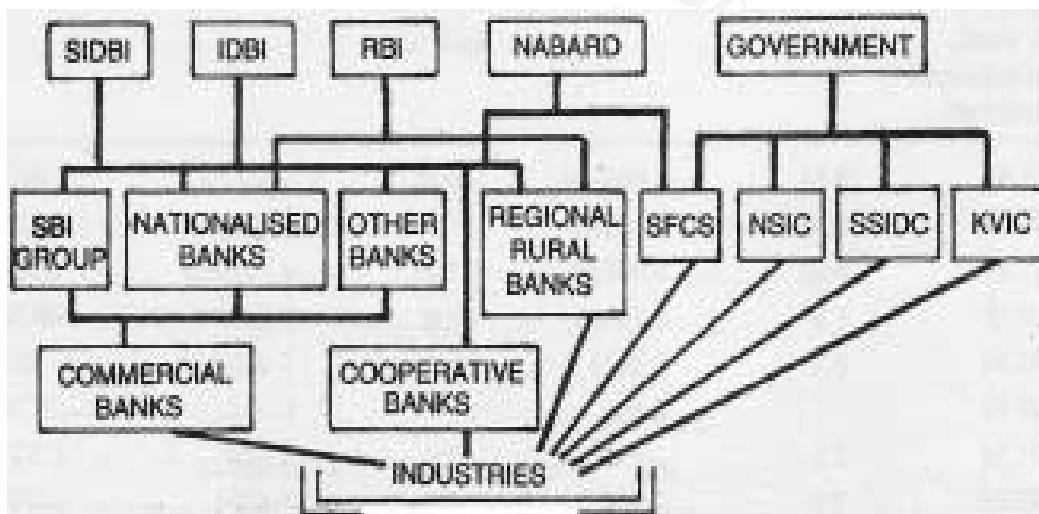 SIDBI
IDBI
RBI
NABARD
GOVERNMENT
SBI
GROUP
NATIONALISED
BANKS
OTHER
BANKS
REGIONAL
RURAL
BANKS
SFCS
NSIC
SSIDC
KVIC
COMMERCIAL
BANKS
COOPERATIVE
BANKS
INDUSTRIES